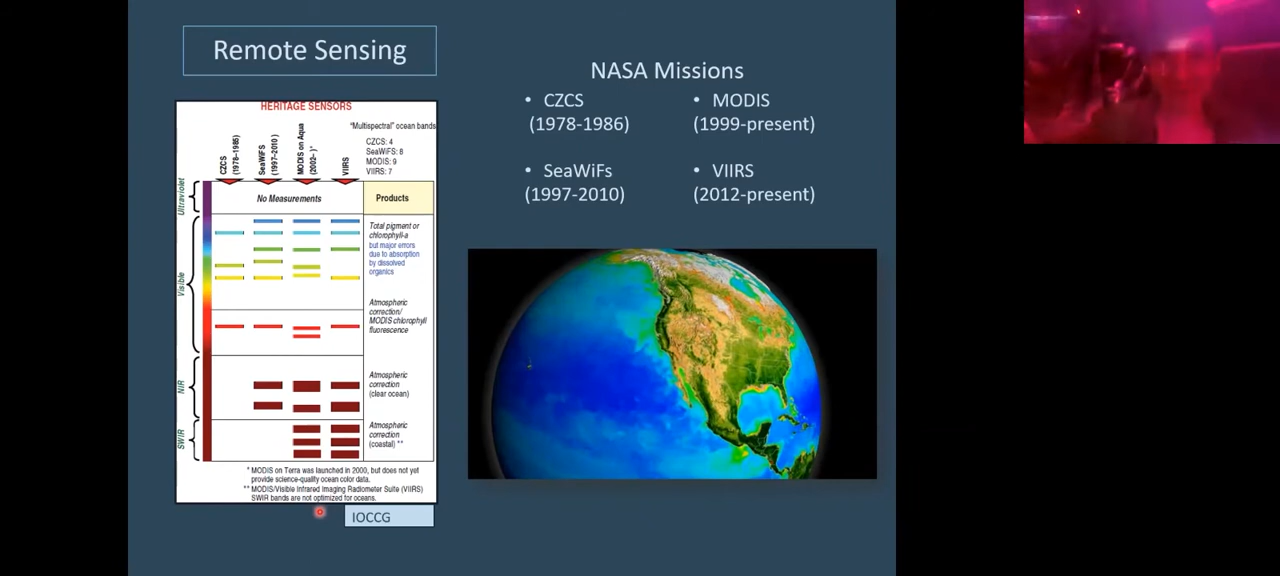 Remote Sensing
NASA Missions
• CZCS
(1978-1986)
• MODIS
(1999-present)
• SeaWiFs
(1997-2010)
• VIIRS
(2012-present)
HERITAGE SENSORS
"Multispectral" ocean bands
CZCS: 4
SeaWiFS: 8
MODIS: 9
VIIRS: 7
CZCS
(1978-1985)
SeaWiFS
(1997-2010 )
MODIS on Aqua
(2002- )*
VIIRS
Ultraviolet
No Measurements
Products
Visible
Total pigment or
chlorophyll-a
but major errors
due to absorption
by dissolved
organics
Atmospheric
correction/
MODIS chlorophyll
fluorescence
NIR
Atmospheric
correction
(clear ocean)
SWIR
Atmospheric
correction
(coastal) **
* MODIS on Terra was launched in 2000, but does not yet
provide science-quality ocean color data.
** MODIS/Visible Infrared Imaging Radiometer Suite (VIIRS)
SWIR bands are not optimized for oceans.
IOCCG